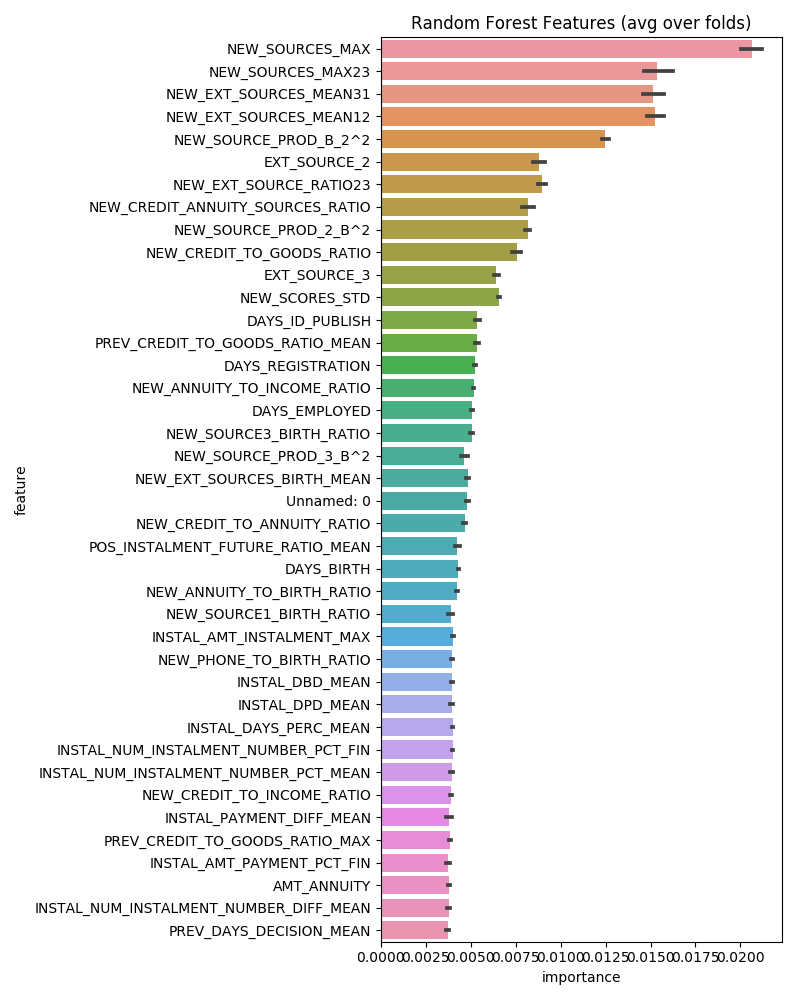 Random Forest Features (avg over folds)
NEW_SOURCES_MAX
NEW_SOURCES_MAX23
NEW_EXT_SOURCES_MEAN31
NEW_EXT_SOURCES_MEAN12
NEW_SOURCE_PROD_B_2^2
EXT_SOURCE_2
NEW_EXT_SOURCE_RATIO23
NEW_CREDIT_ANNUITY_SOURCES_RATIO
NEW_SOURCE_PROD_2_B^2
NEW_CREDIT_TO_GOODS_RATIO
EXT_SOURCE_3
NEW_SCORES_STD
DAYS_ID_PUBLISH
PREV_CREDIT_TO_GOODS_RATIO_MEAN
DAYS_REGISTRATION
NEW_ANNUITY_TO_INCOME_RATIO
DAYS_EMPLOYED
NEW_SOURCE3_BIRTH_RATIO
NEW_SOURCE_PROD_3_B^2
NEW_EXT_SOURCES_BIRTH_MEAN
Unnamed: 0
NEW_CREDIT_TO_ANNUITY_RATIO
POS_INSTALMENT_FUTURE_RATIO_MEAN
DAYS_BIRTH
NEW_ANNUITY_TO_BIRTH_RATIO
NEW_SOURCE1_BIRTH_RATIO
INSTAL_AMT_INSTALMENT_MAX
NEW_PHONE_TO_BIRTH_RATIO
INSTAL_DBD_MEAN
INSTAL_DPD_MEAN
INSTAL_DAYS_PERC_MEAN
INSTAL_NUM_INSTALMENT_NUMBER_PCT_FIN
INSTAL_NUM_INSTALMENT_NUMBER_PCT_MEAN
NEW_CREDIT_TO_INCOME_RATIO
INSTAL_PAYMENT_DIFF_MEAN
PREV_CREDIT_TO_GOODS_RATIO_MAX
INSTAL_AMT_PAYMENT_PCT_FIN
AMT_ANNUITY
INSTAL_NUM_INSTALMENT_NUMBER_DIFF_MEAN
PREV_DAYS_DECISION_MEAN
feature
0.0000 0.0025 0.0050 0.0075 0.0100 0.0125 0.0150 0.0175 0.0200
importance